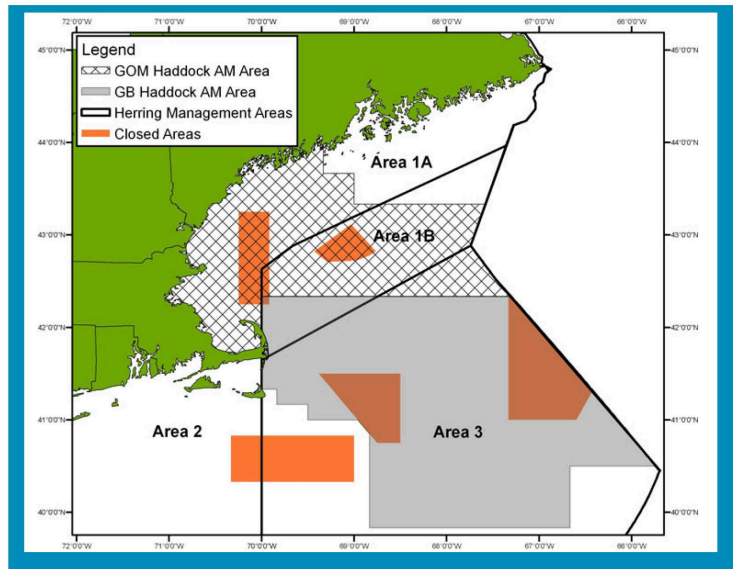 72°0'0"W 71°0'0"W 70°0'0"W 69°0'0"W 68°0'0"W 67°0'0"W 66°0'0"W
Legend
GOM Haddock AM Area
GB Haddock AM Area
Herring Management Areas
Closed Areas
45°0'0"N 45°0'0"N
44°0'0"N 44°0'0"N
Area 1A
43°0'0"N 43°0'0"N
Area 1B
42°0'0"N 42°0'0"N
41°0'0"N 41°0'0"N
Area 2 Area 3
40°0'0"N 40°0'0"N
72°0'0"W 71°0'0"W 70°0'0"W 69°0'0"W 68°0'0"W 67°0'0"W 66°0'0"W